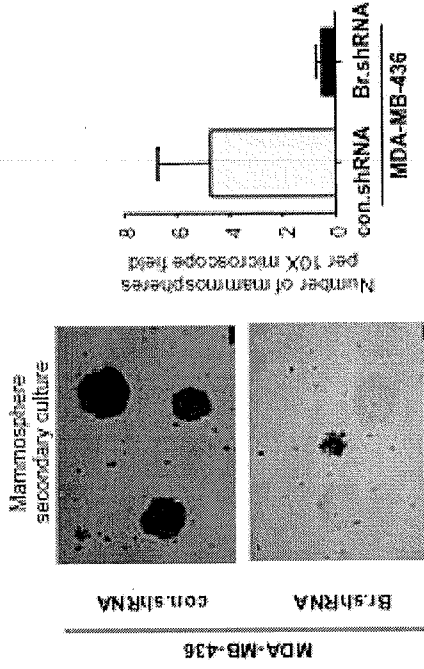 Mammosphere
secondary culture
MDA-MB-436
con.shRNA
Br.shRNA
Number of mammospheres
per 10X microscope field
8
6
4
2
0
con.shRNA Br.shRNA
MDA-MB-436